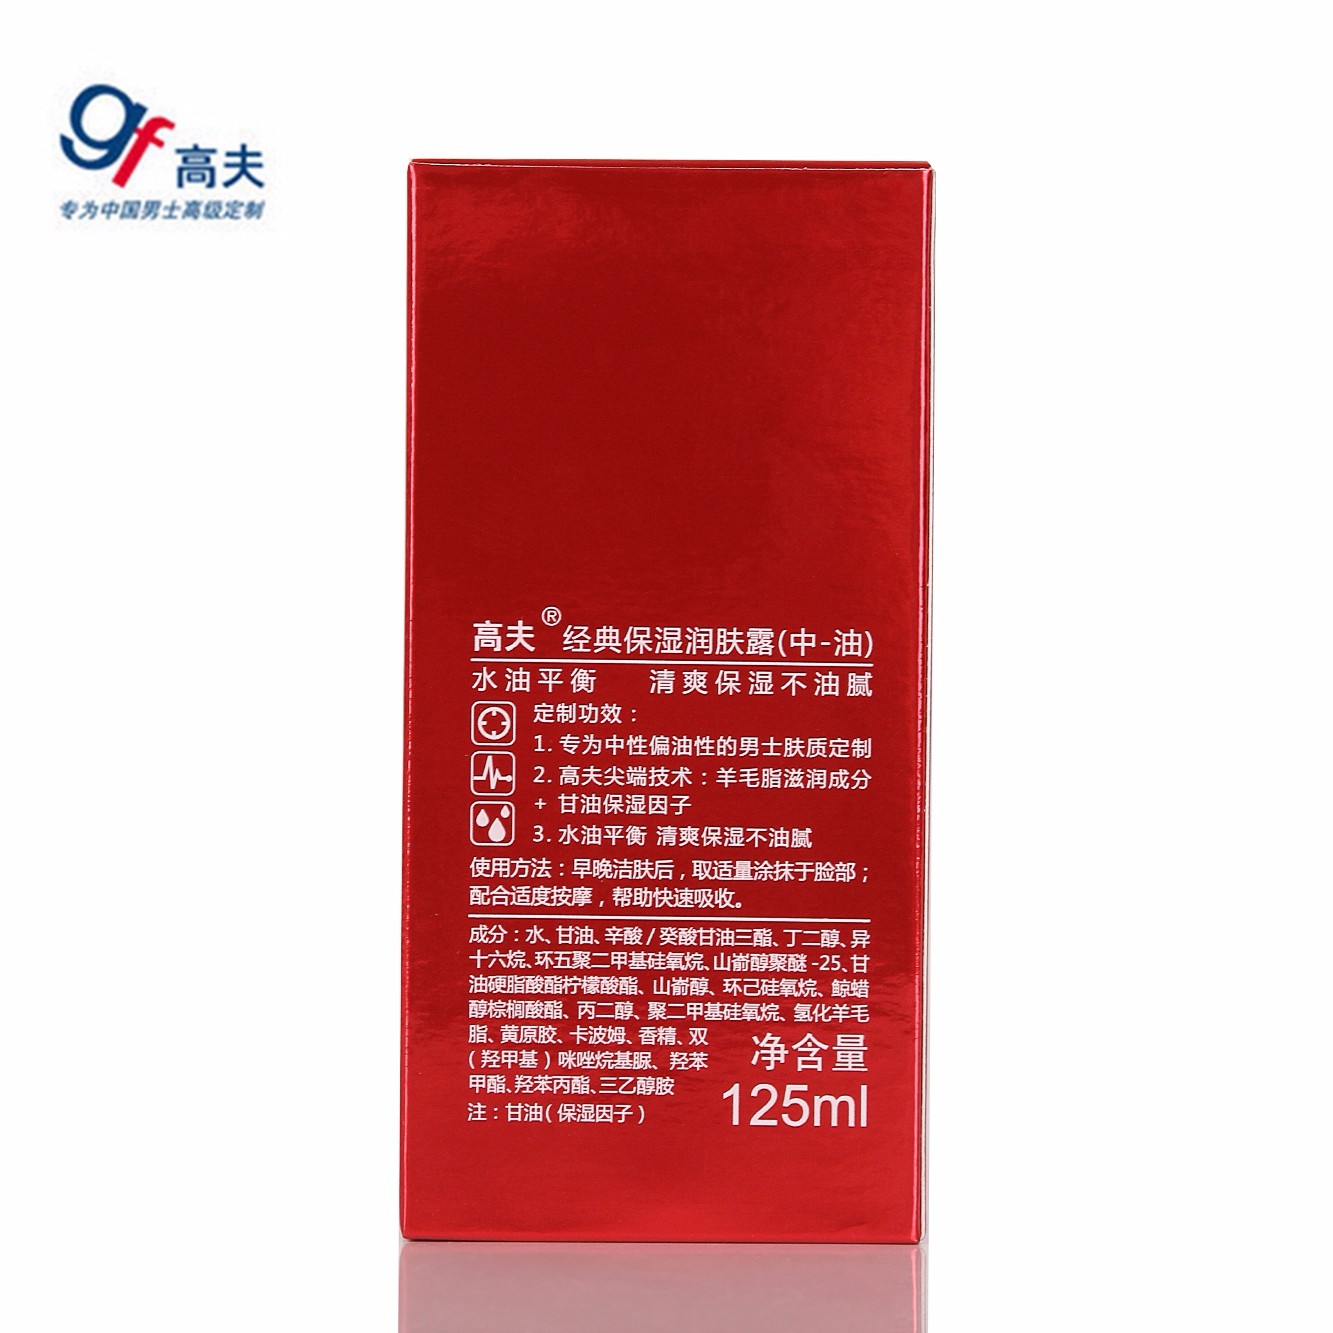 gf 高夫
专为中国男士高级定制
高夫® 经典保湿润肤露(中-油)
水油平衡 清爽保湿不油腻
定制功效：
1. 专为中性偏油性的男士肤质定制
2. 高夫尖端技术：羊毛脂滋润成分
+ 甘油保湿因子
3. 水油平衡 清爽保湿不油腻
使用方法：早晚洁肤后，取适量涂抹于脸部；
配合适度按摩，帮助快速吸收。
成分：水、甘油、辛酸/癸酸甘油三酯、丁二醇、异
十六烷、环五聚二甲基硅氧烷、山嵛醇聚醚-25、甘
油硬脂酸酯柠檬酸酯、山嵛醇、环己硅氧烷、鲸蜡
醇棕榈酸酯、丙二醇、聚二甲基硅氧烷、氢化羊毛
脂、黄原胶、卡波姆、香精、双
(羟甲基)咪唑烷基脲、羟苯
甲酯、羟苯丙酯、三乙醇胺
注：甘油(保湿因子)
净含量
125ml